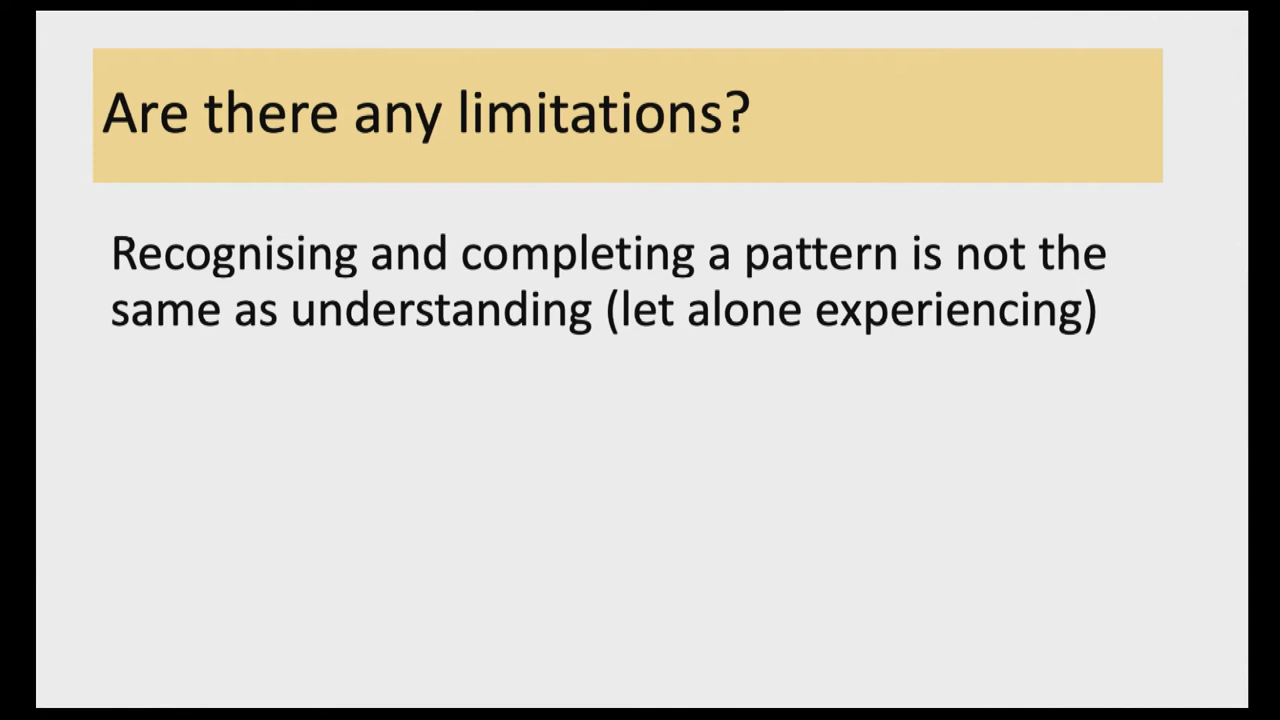 Are there any limitations?
Recognising and completing a pattern is not the
same as understanding (let alone experiencing)